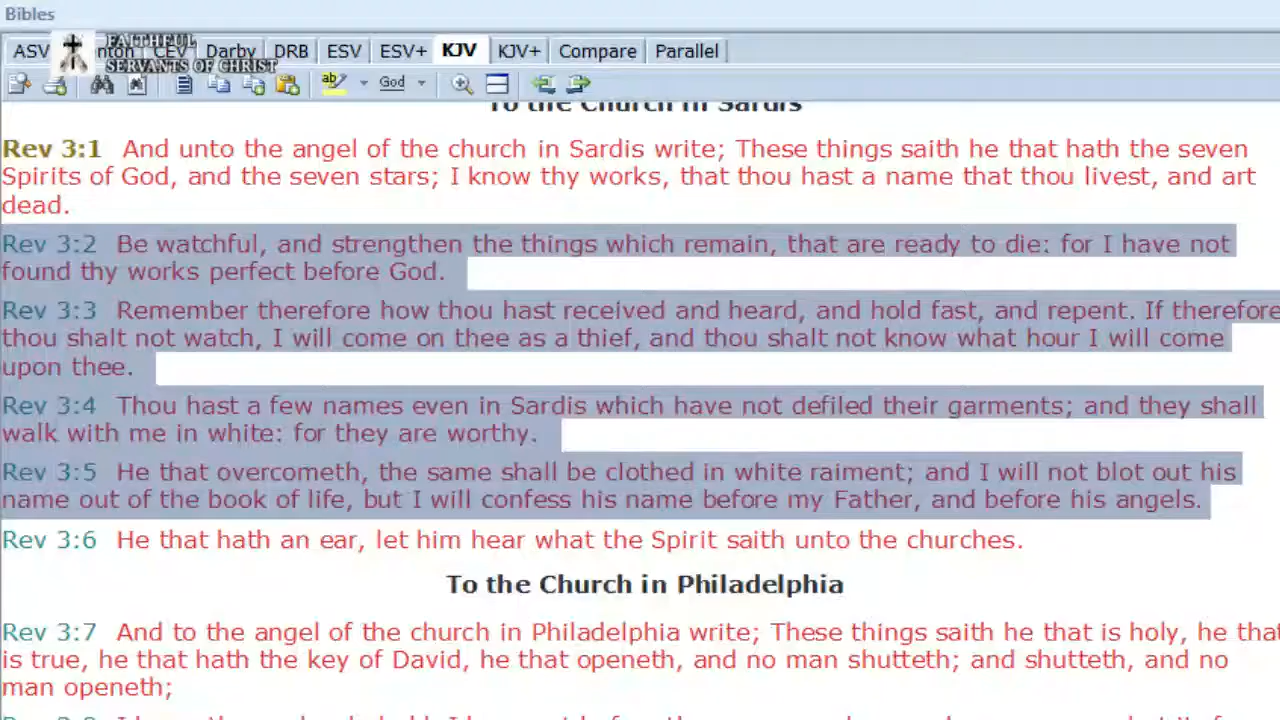 Bibles
ASV nton CEV Darby DRB ESV ESV+ KJV KJV+ Compare Parallel
FAITHFUL
SERVANTS OF CHRIST
ab God
To the Church in Sardis
Rev 3:1 And unto the angel of the church in Sardis write; These things saith he that hath the seven
Spirits of God, and the seven stars; I know thy works, that thou hast a name that thou livest, and art
dead.
Rev 3:2 Be watchful, and strengthen the things which remain, that are ready to die: for I have not
found thy works perfect before God.
Rev 3:3 Remember therefore how thou hast received and heard, and hold fast, and repent. If therefore
thou shalt not watch, I will come on thee as a thief, and thou shalt not know what hour I will come
upon thee.
Rev 3:4 Thou hast a few names even in Sardis which have not defiled their garments; and they shall
walk with me in white: for they are worthy.
Rev 3:5 He that overcometh, the same shall be clothed in white raiment; and I will not blot out his
name out of the book of life, but I will confess his name before my Father, and before his angels.
Rev 3:6 He that hath an ear, let him hear what the Spirit saith unto the churches.
To the Church in Philadelphia
Rev 3:7 And to the angel of the church in Philadelphia write; These things saith he that is holy, he that
is true, he that hath the key of David, he that openeth, and no man shutteth; and shutteth, and no
man openeth;